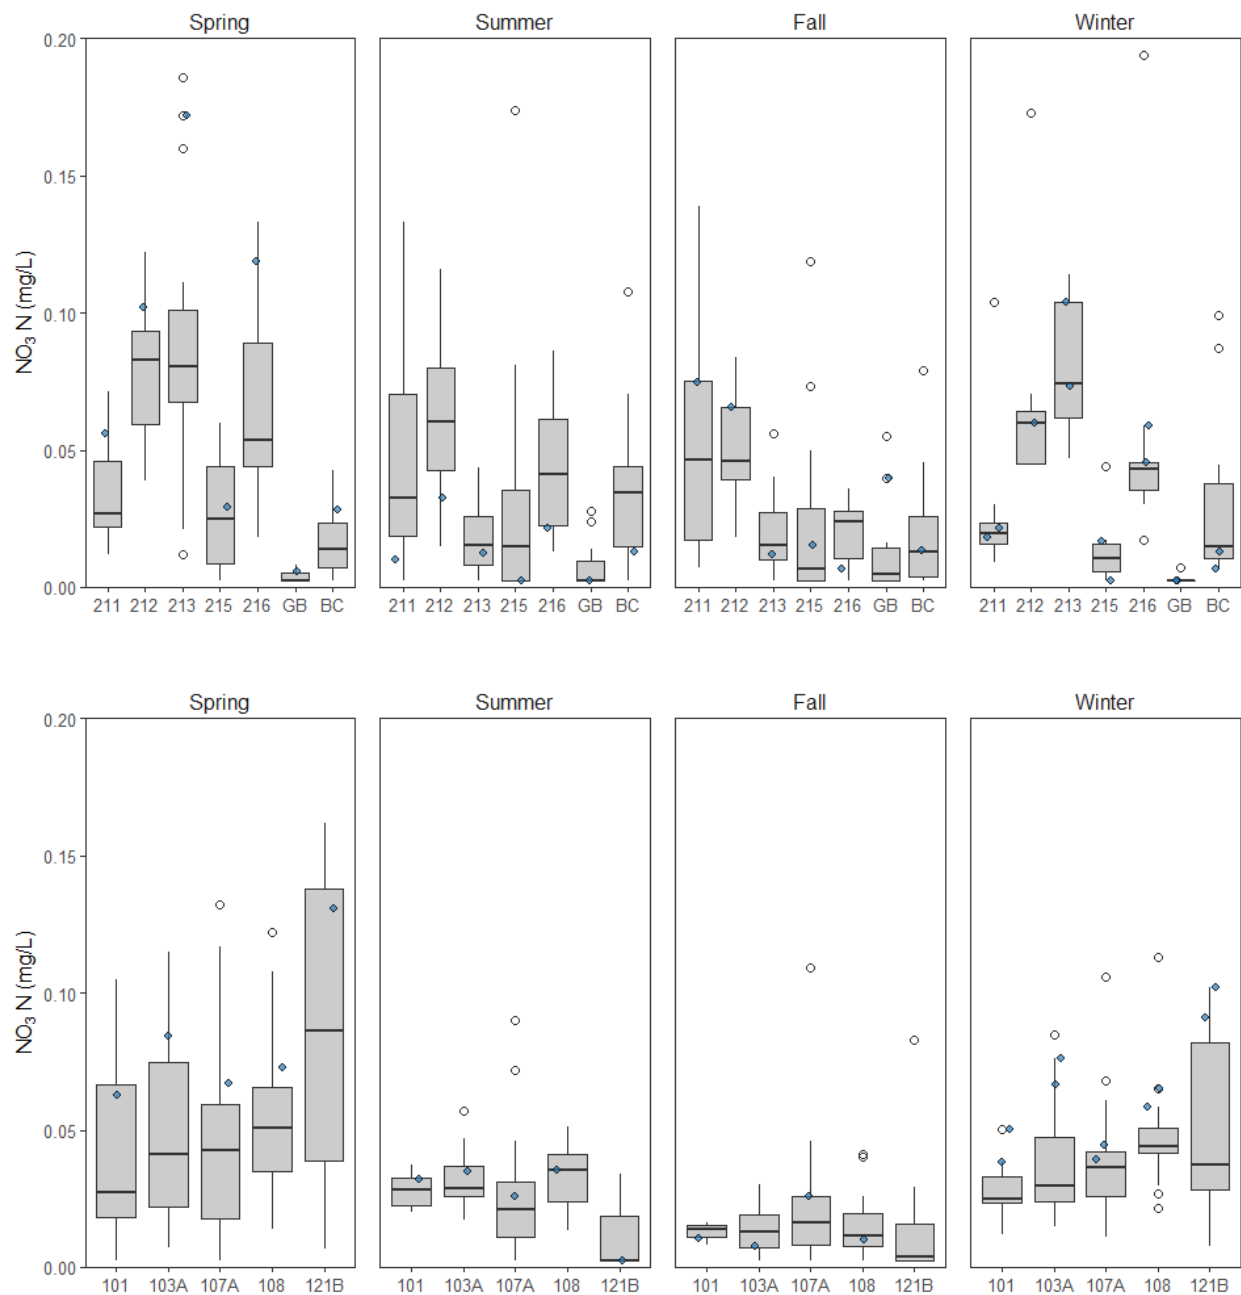 Spring Summer Fall Winter
0.20
0.15
0.10
0.05
0.00
NO₃ N (mg/L)
211 212 213 215 216 GB BC 211 212 213 215 216 GB BC 211 212 213 215 216 GB BC 211 212 213 215 216 GB BC
Spring Summer Fall Winter
0.20
0.15
0.10
0.05
0.00
NO₃ N (mg/L)
101 103A 107A 108 121B 101 103A 107A 108 121B 101 103A 107A 108 121B 101 103A 107A 108 121B